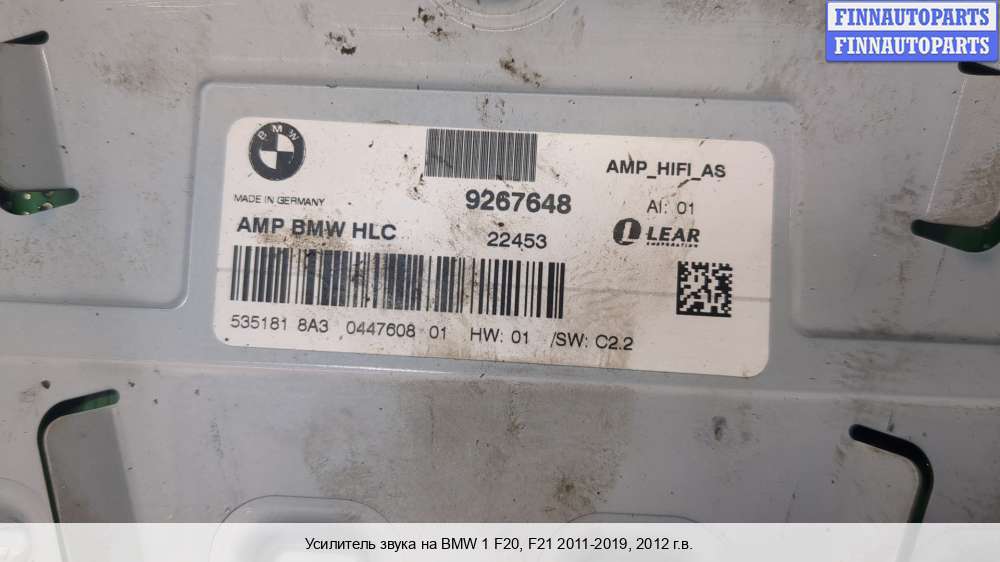 FINNAUTOPARTS
FINNAUTOPARTS
BMW
MADE IN GERMANY
9267648
AMP_HIFI_AS
AI: 01
AMP BMW HLC
22453
LEAR
CORPORATION
535181 8A3 0447608 01 HW: 01 /SW: C2.2
Усилитель звука на BMW 1 F20, F21 2011-2019, 2012 г.в.